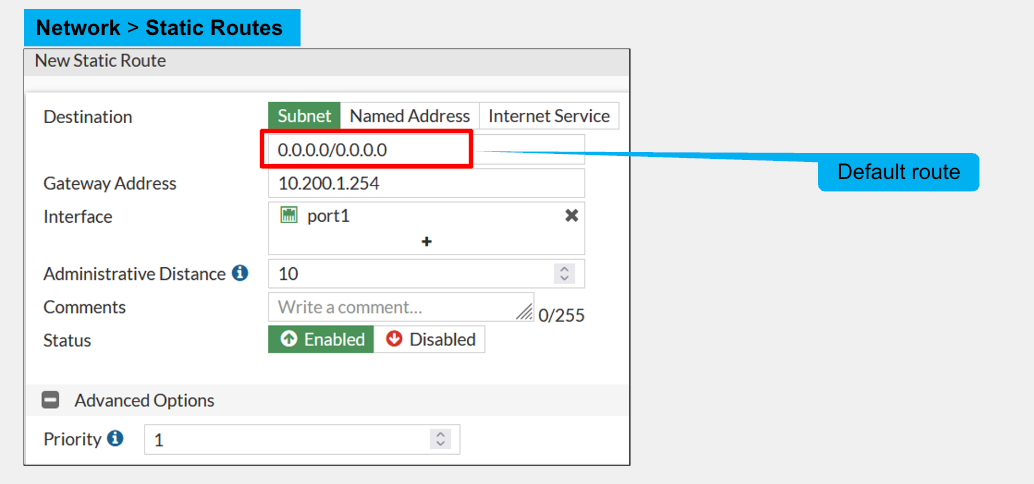 Network > Static Routes
New Static Route
Destination
Subnet Named Address Internet Service
0.0.0.0/0.0.0.0
Default route
Gateway Address 10.200.1.254
Interface port1
+
Administrative Distance 10
Comments Write a comment... 0/255
Status Enabled Disabled
Advanced Options
Priority 1